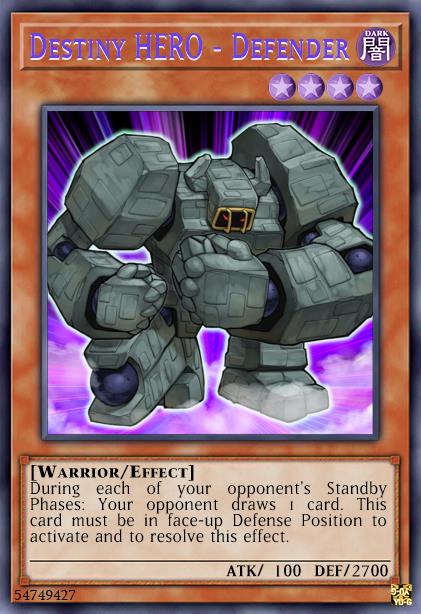 DESTINY HERO - DEFENDER
DARK
闇
[WARRIOR/EFFECT]
During each of your opponent's Standby
Phases: Your opponent draws 1 card. This
card must be in face-up Defense Position to
activate and to resolve this effect.
ATK/ 100 DEF/2700
54749427